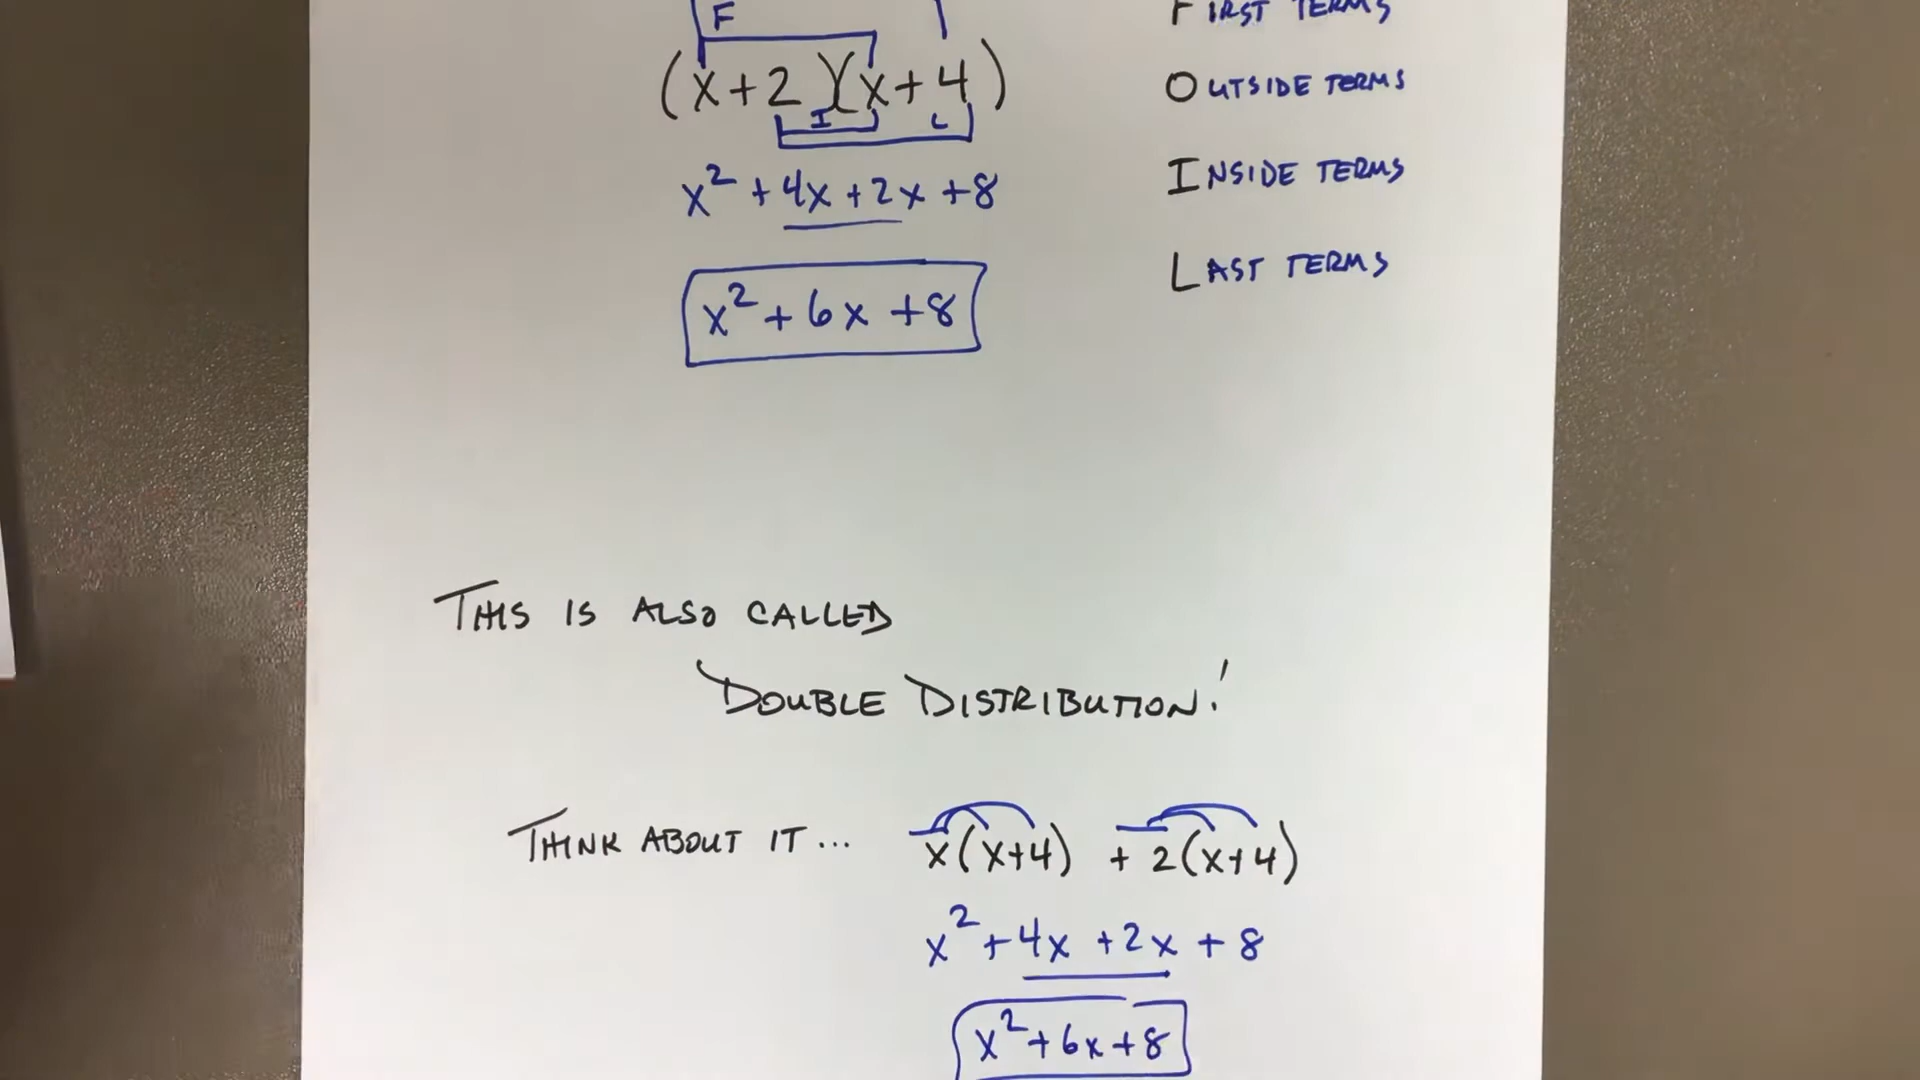 F
FIRST TERMS
(x+2)(x+4)
I L
OUTSIDE TERMS
x² + 4x + 2x + 8
INSIDE TERMS
x² + 6x + 8
LAST TERMS
THIS IS ALSO CALLED
DOUBLE DISTRIBUTION!
THINK ABOUT IT... x(x+4) + 2(x+4)
x² + 4x + 2x + 8
x² + 6x + 8